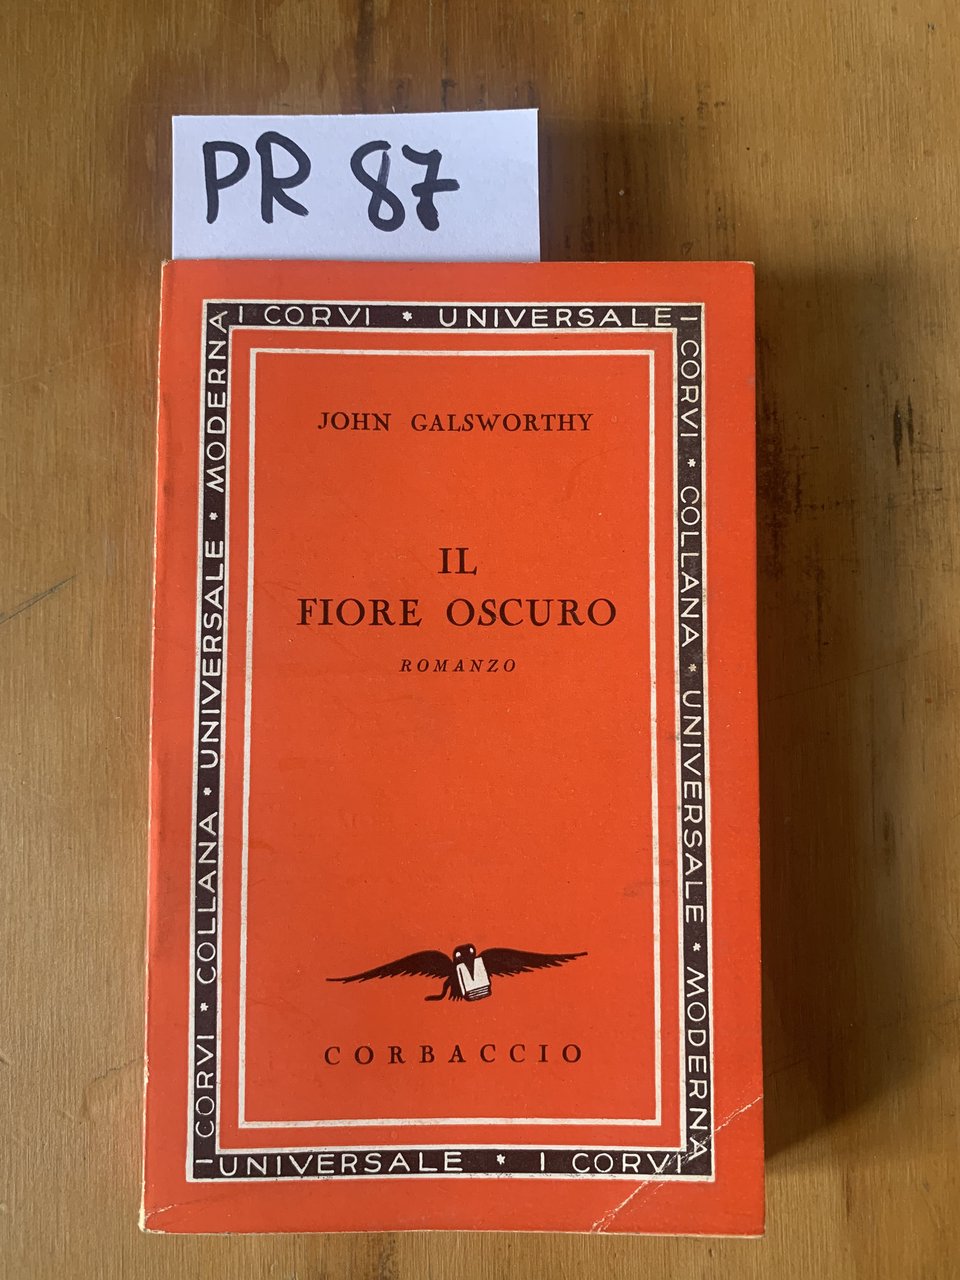 PR 87
I CORVI * UNIVERSALE
I CORVI * COLLANA * UNIVERSALE * MODERNA
I CORVI * COLLANA * UNIVERSALE * MODERNA
JOHN GALSWORTHY
IL
FIORE OSCURO
ROMANZO
CORBACCIO
UNIVERSALE * I CORVI